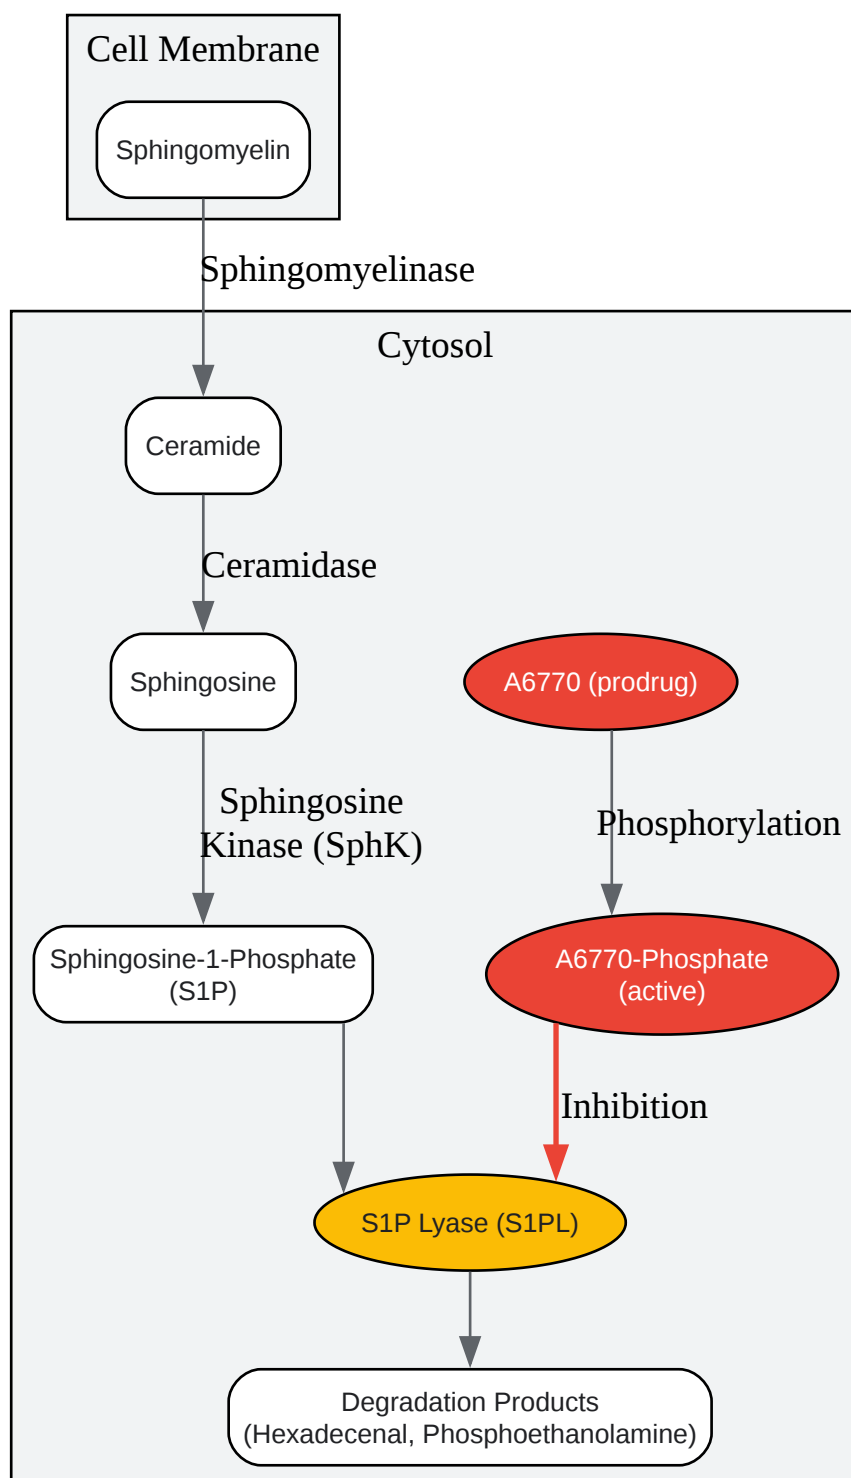 Cell Membrane
Sphingomyelin
Sphingomyelinase
Cytosol
Ceramide
Ceramidase
Sphingosine
A6770 (prodrug)
Sphingosine
Kinase (SphK)
Phosphorylation
Sphingosine-1-Phosphate
(S1P)
A6770-Phosphate
(active)
Inhibition
S1P Lyase (S1PL)
Degradation Products
(Hexadecenal, Phosphoethanolamine)